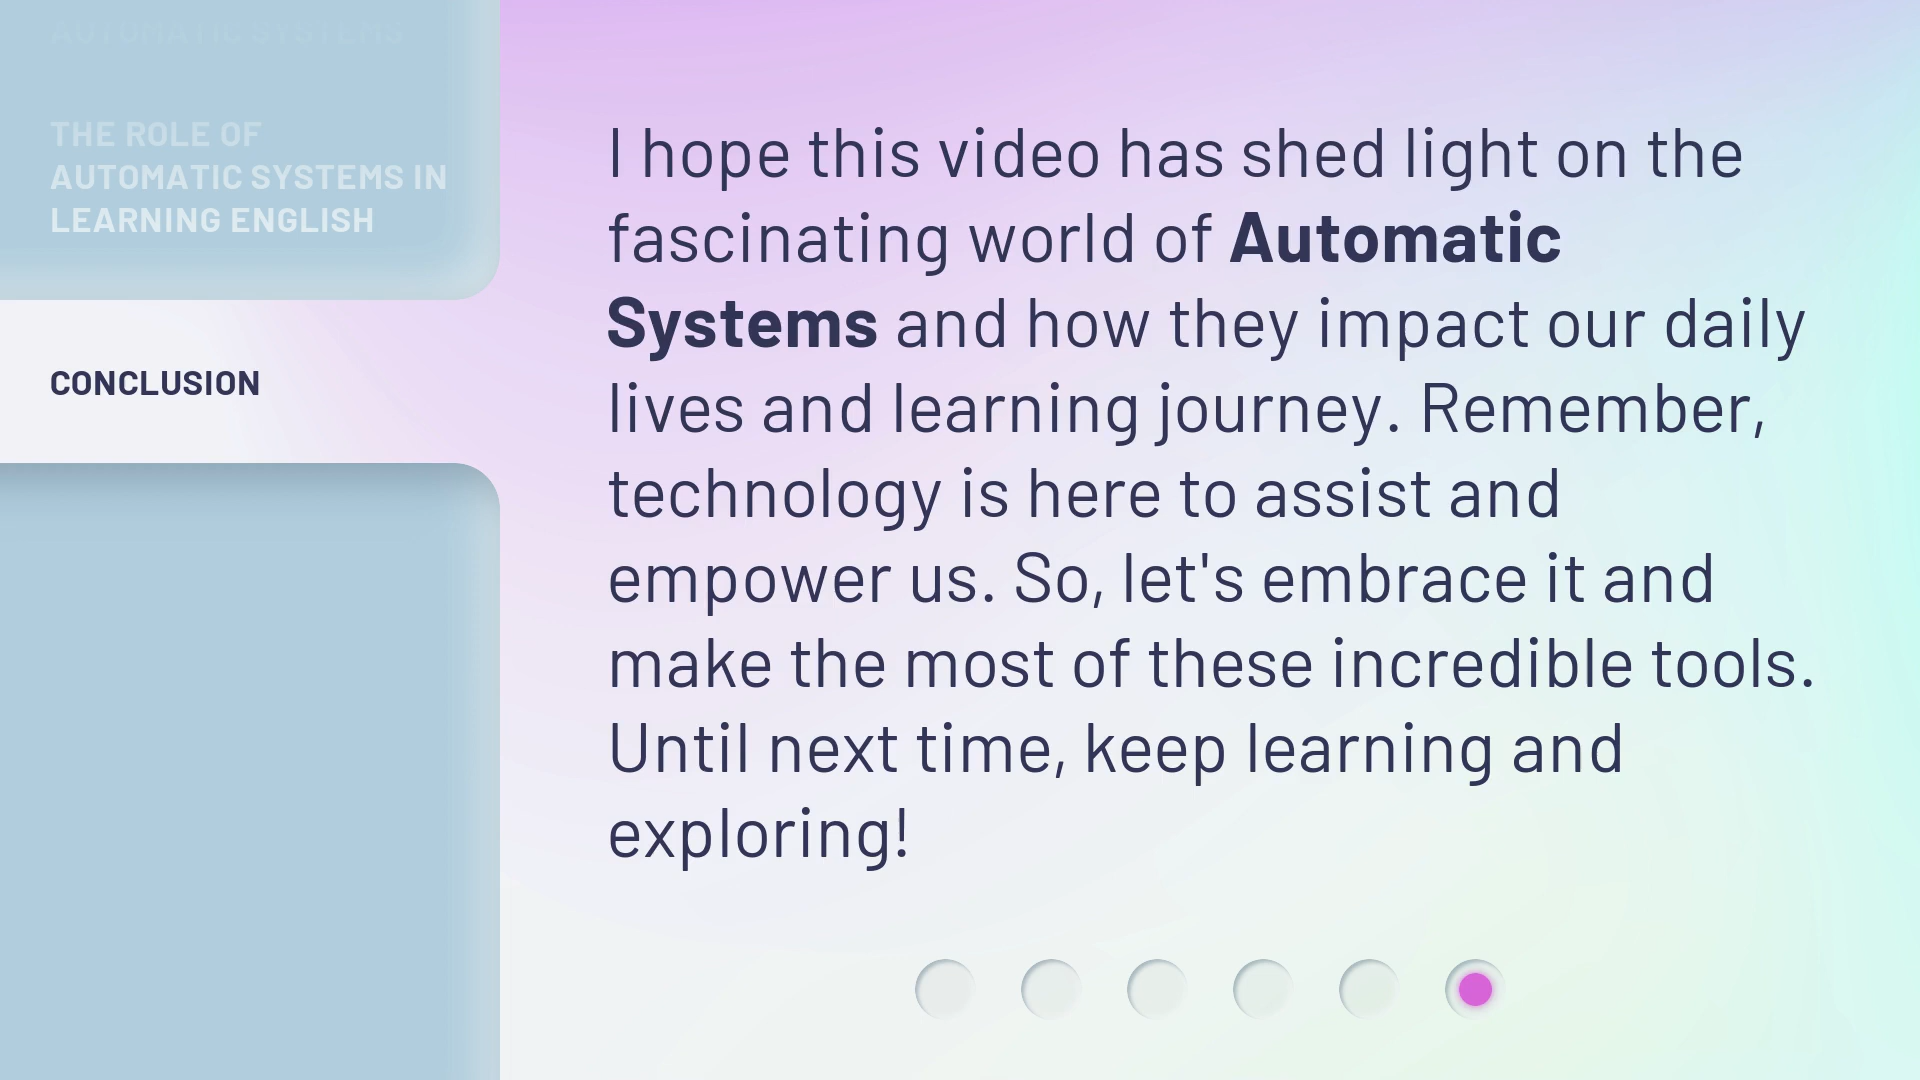 AUTOMATIC SYSTEMS
THE ROLE OF
AUTOMATIC SYSTEMS IN
LEARNING ENGLISH
CONCLUSION
I hope this video has shed light on the
fascinating world of Automatic
Systems and how they impact our daily
lives and learning journey. Remember,
technology is here to assist and
empower us. So, let's embrace it and
make the most of these incredible tools.
Until next time, keep learning and
exploring!